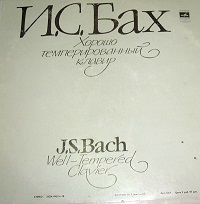 И.С.Бах
Хорошо
темперированный
клавир
J.S.Bach
Well-Tempered
Clavier